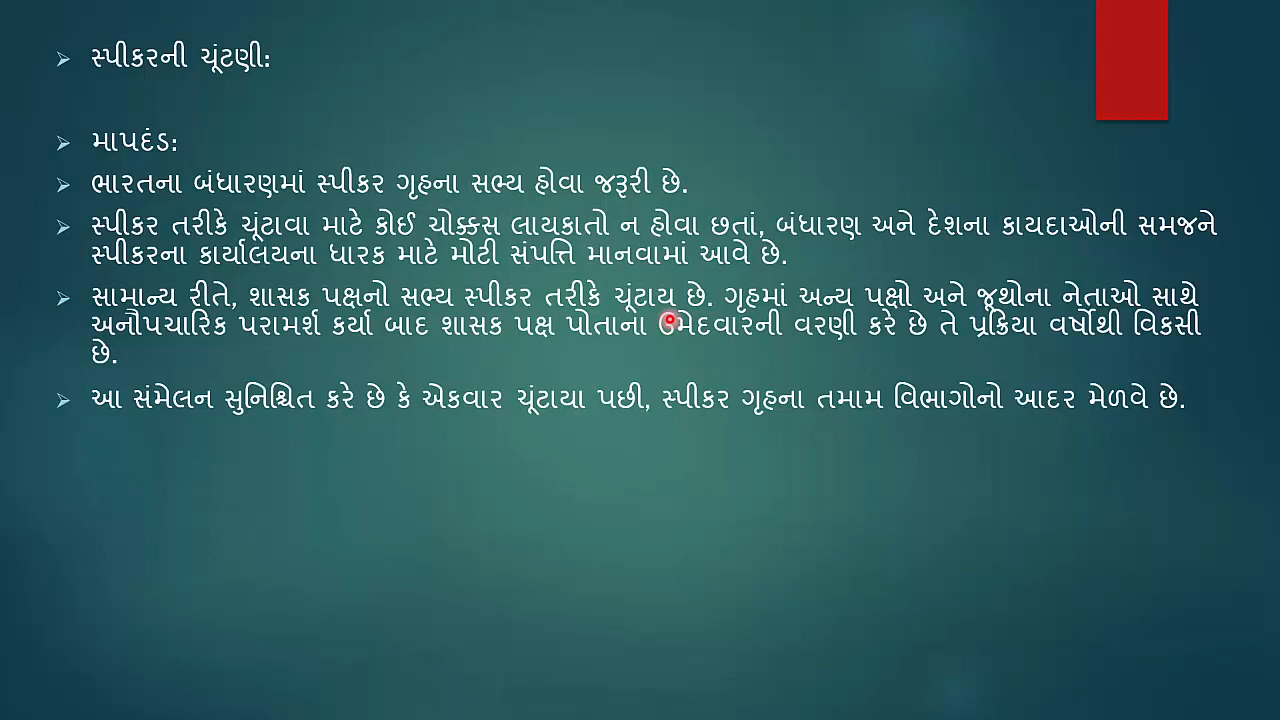 સ્પીકરની ચૂંટણી:
માપદંડ:
ભારતના બંધારણમાં સ્પીકર ગૃહના સભ્ય હોવા જરૂરી છે.
સ્પીકર તરીકે ચૂંટાવા માટે કોઈ ચોક્કસ લાયકાતો ન હોવા છતાં, બંધારણ અને દેશના કાયદાઓની સમજને
સ્પીકરના કાર્યાલયના ધારક માટે મોટી સંપત્તિ માનવામાં આવે છે.
સામાન્ય રીતે, શાસક પક્ષનો સભ્ય સ્પીકર તરીકે ચૂંટાય છે. ગૃહમાં અન્ય પક્ષો અને જૂથોના નેતાઓ સાથે
અનૌપચારિક પરામર્શ કર્યા બાદ શાસક પક્ષ પોતાના ઉમેદવારની વરણી કરે છે તે પ્રક્રિયા વર્ષોથી વિકસી
છે.
આ સંમેલન સુનિશ્ચિત કરે છે કે એકવાર ચૂંટાયા પછી, સ્પીકર ગૃહના તમામ વિભાગોનો આદર મેળવે છે.